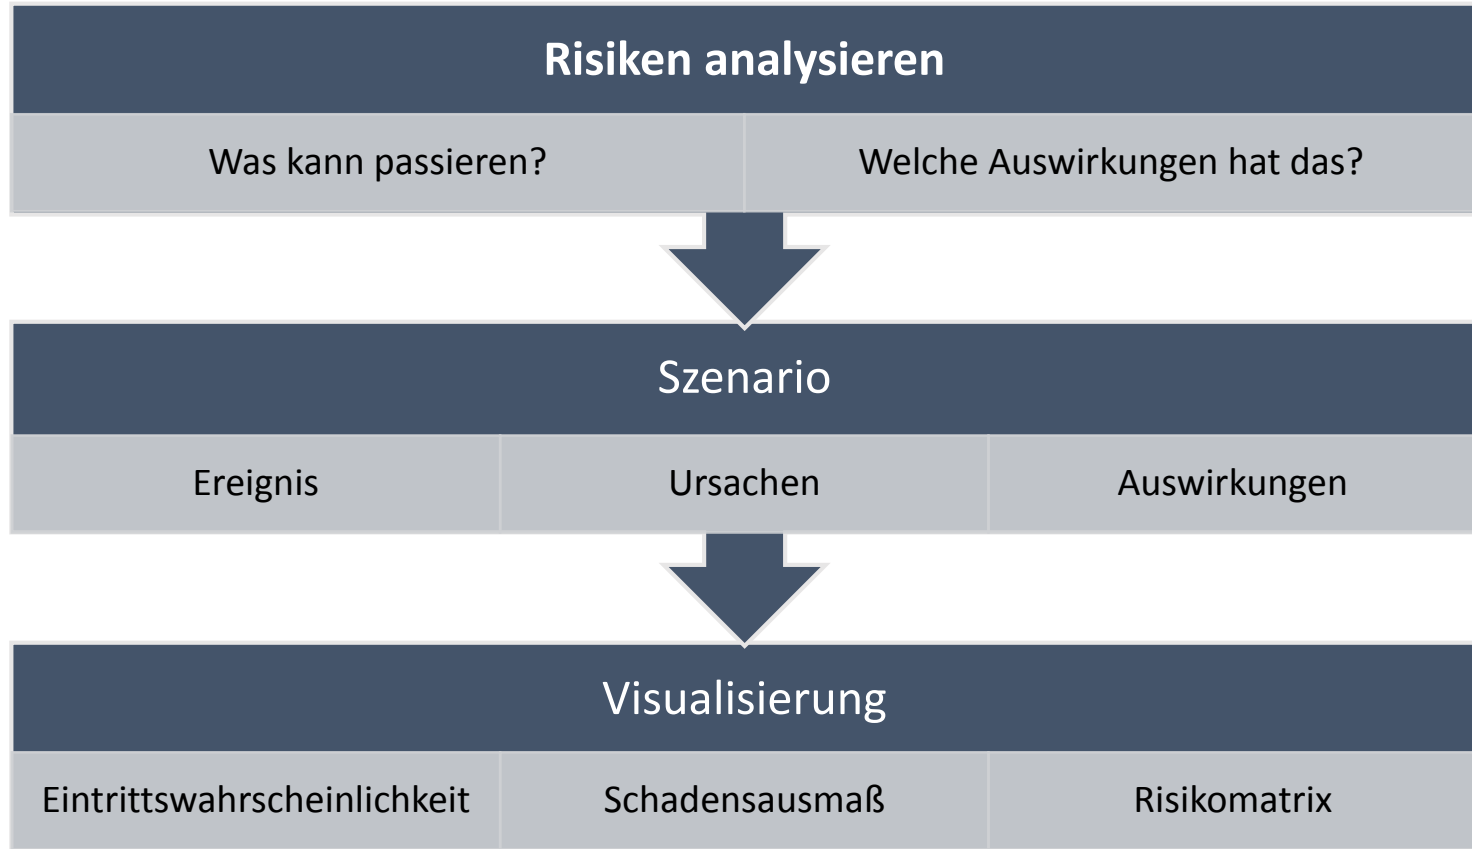 Risiken analysieren
Was kann passieren?
Welche Auswirkungen hat das?
Szenario
Ereignis
Ursachen
Auswirkungen
Visualisierung
Eintrittswahrscheinlichkeit
Schadensausmaß
Risikomatrix